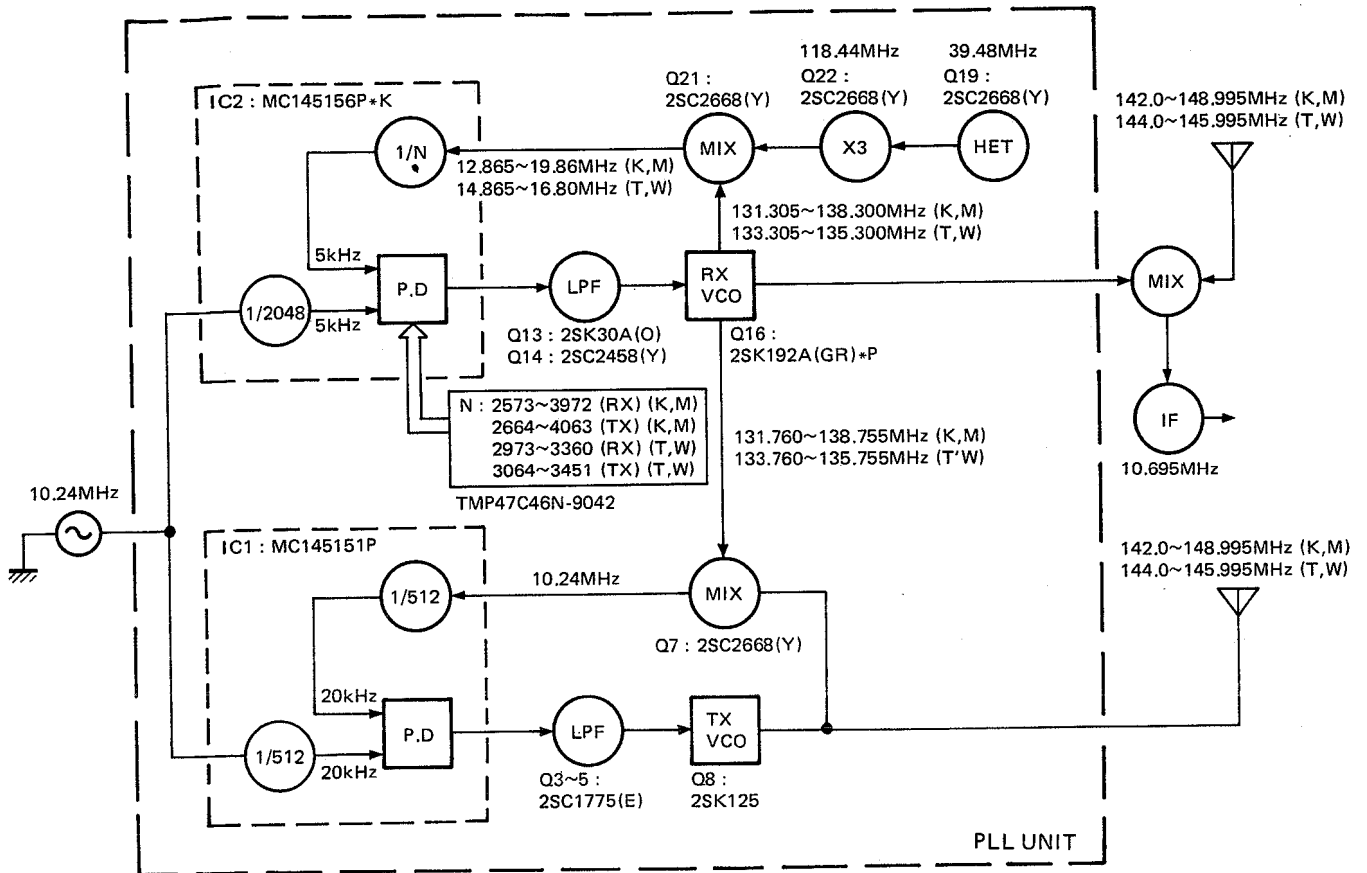 IC2 : MC145156P*K
1/N
12.865~19.86MHz (K,M)
14.865~16.80MHz (T,W)
Q21 :
2SC2668(Y)
MIX
118.44MHz
Q22 :
2SC2668(Y)
X3
39.48MHz
Q19 :
2SC2668(Y)
HET
142.0~148.995MHz (K,M)
144.0~145.995MHz (T,W)
131.305~138.300MHz (K,M)
133.305~135.300MHz (T,W)
5kHz
1/2048
5kHz
P.D
LPF
Q13 : 2SK30A(O)
Q14 : 2SC2458(Y)
RX
VCO
Q16 :
2SK192A(GR)*P
MIX
IF
10.695MHz
N : 2573~3972 (RX) (K,M)
2664~4063 (TX) (K,M)
2973~3360 (RX) (T,W)
3064~3451 (TX) (T,W)
TMP47C46N-9042
131.760~138.755MHz (K,M)
133.760~135.755MHz (T'W)
10.24MHz
IC1 : MC145151P
1/512
10.24MHz
MIX
Q7 : 2SC2668(Y)
142.0~148.995MHz (K,M)
144.0~145.995MHz (T,W)
20kHz
1/512
20kHz
P.D
LPF
Q3~5 :
2SC1775(E)
TX
VCO
Q8 :
2SK125
PLL UNIT